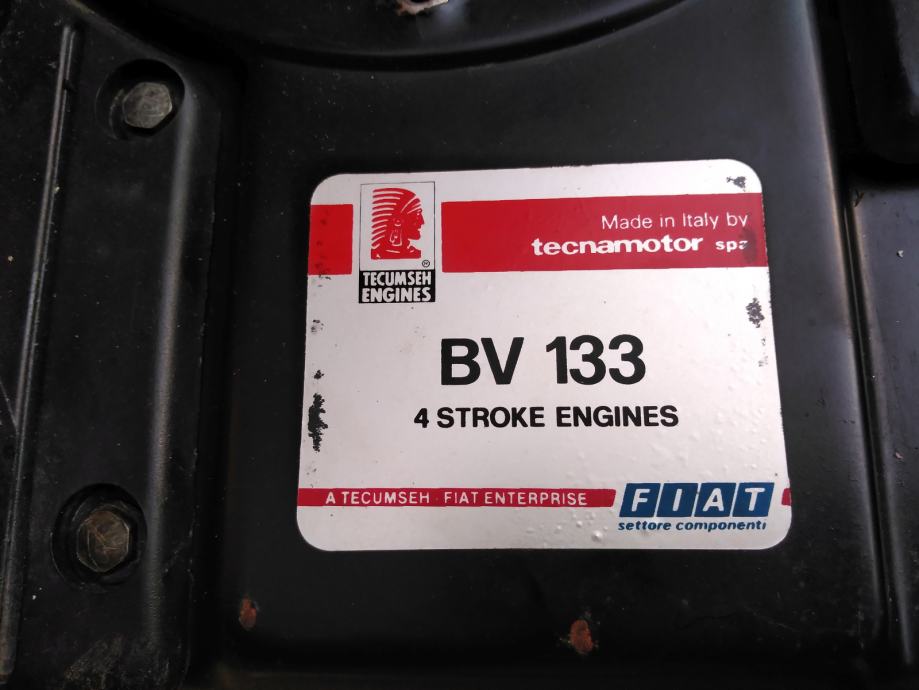 Made in Italy by
tecnamotor spa
®
TECUMSEH
ENGINES
BV 133
4 STROKE ENGINES
A TECUMSEH · FIAT ENTERPRISE
FIAT
settore componenti